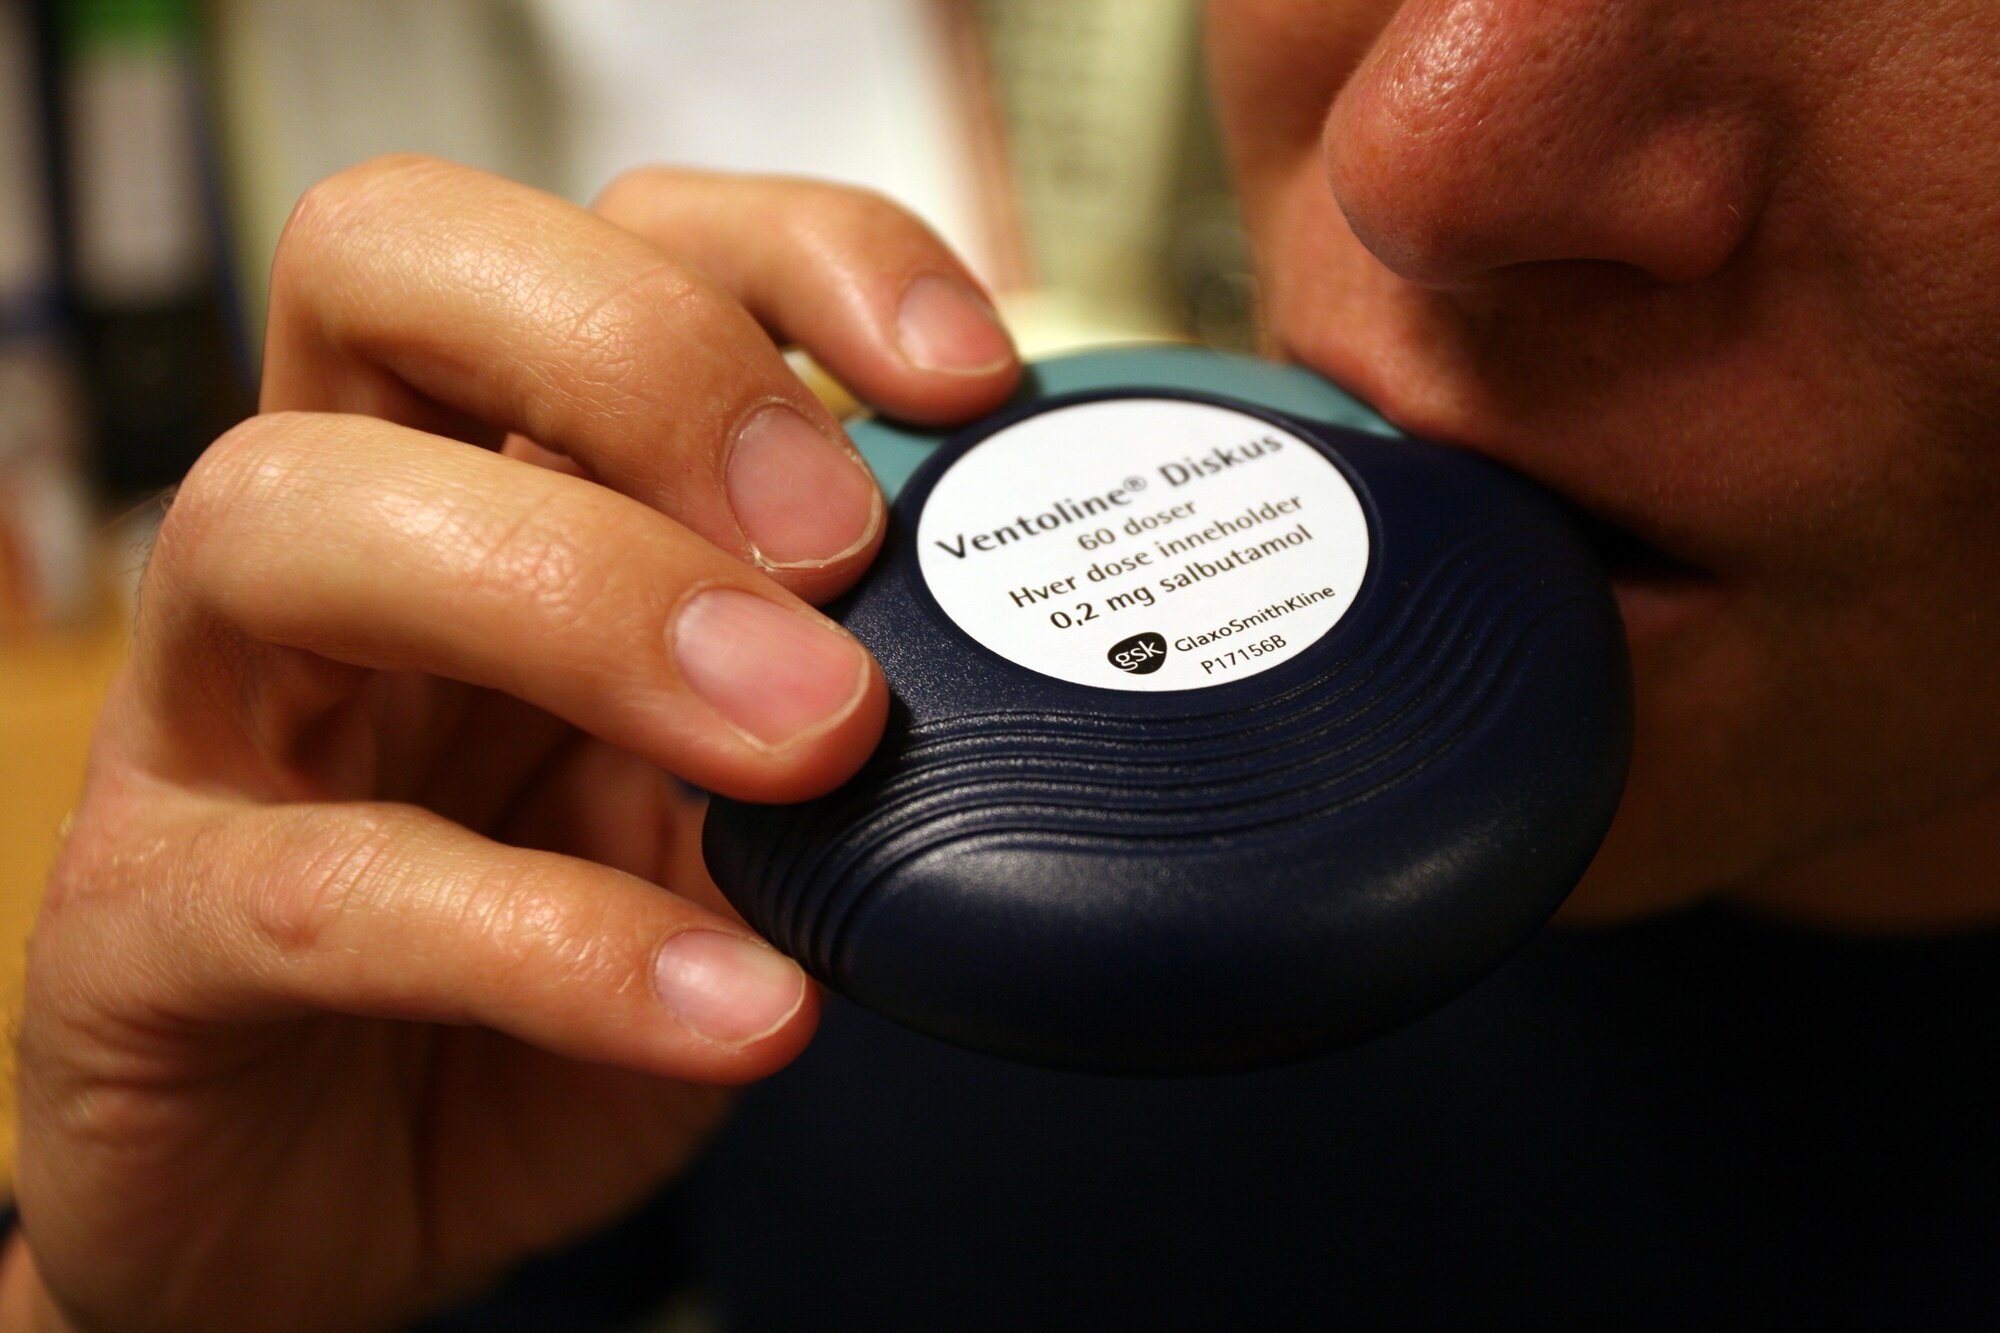 Ventoline® Diskus
60 doser
Hver dose inneholder
0,2 mg salbutamol
gsk GlaxoSmithKline
P17156B